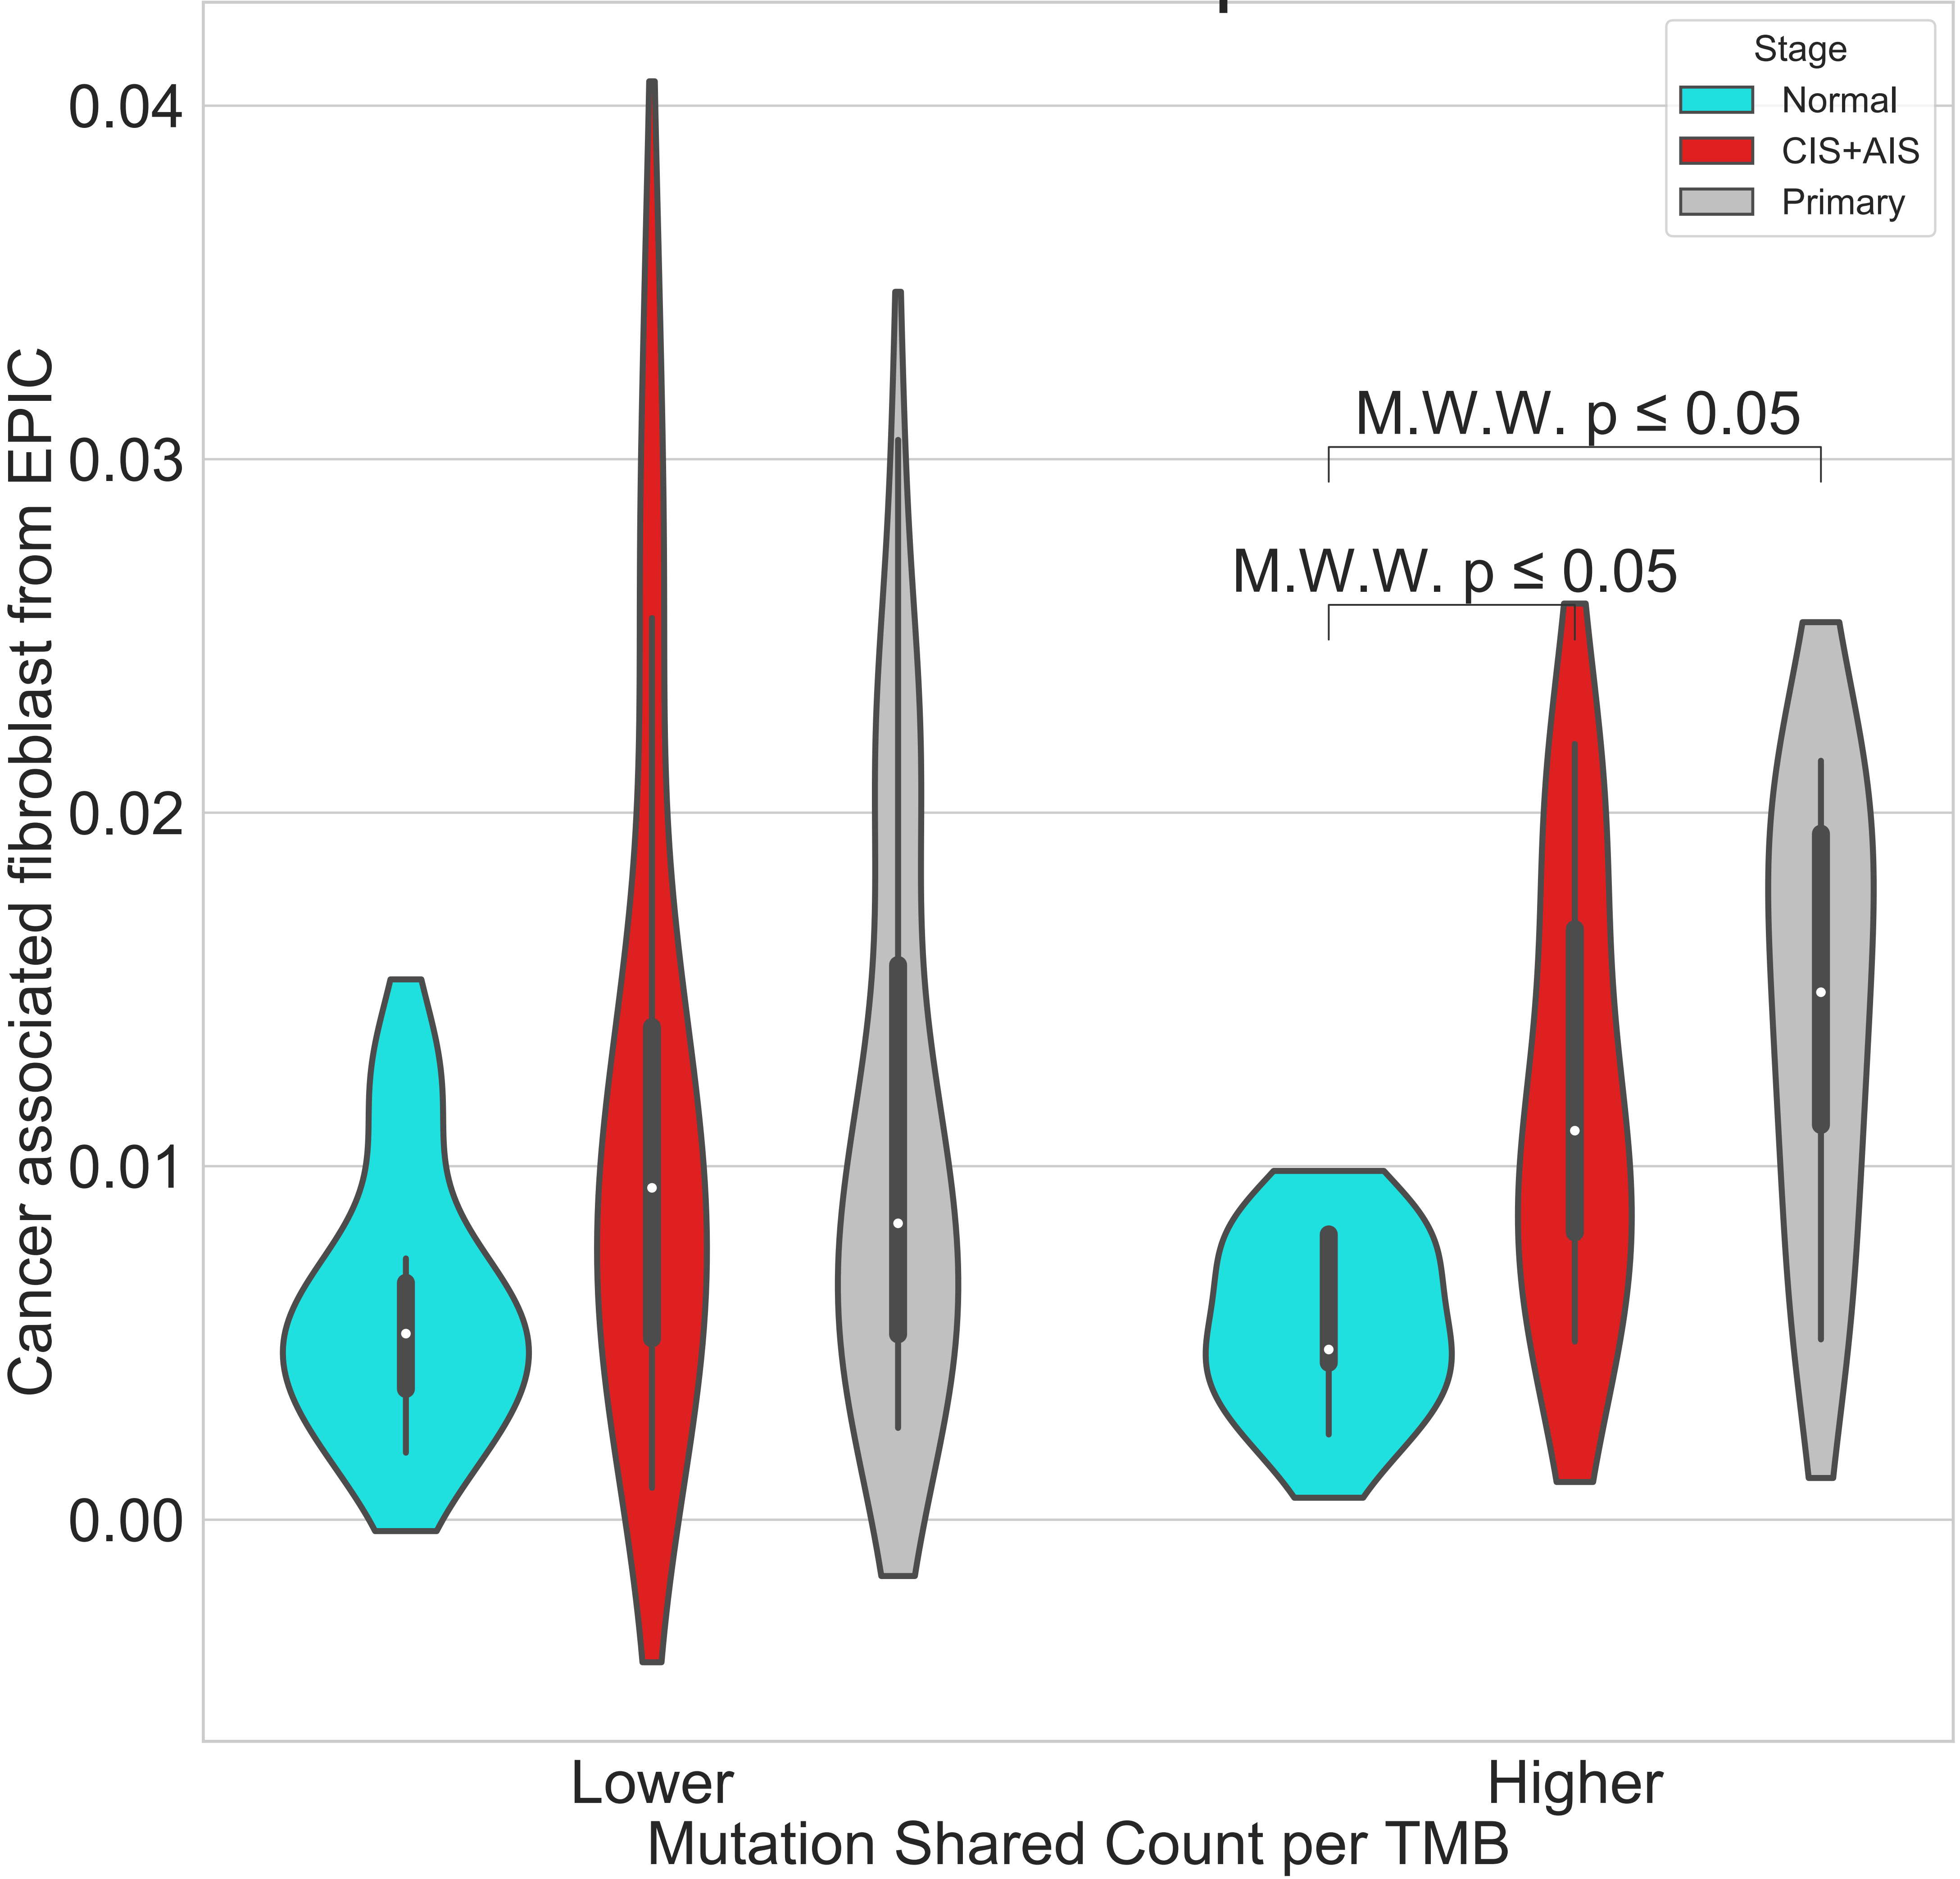 Stage
Normal
CIS+AIS
Primary
Cancer associated fibroblast from EPIC
0.04
0.03
0.02
0.01
0.00
M.W.W. p ≤ 0.05
M.W.W. p ≤ 0.05
Lower
Higher
Mutation Shared Count per TMB